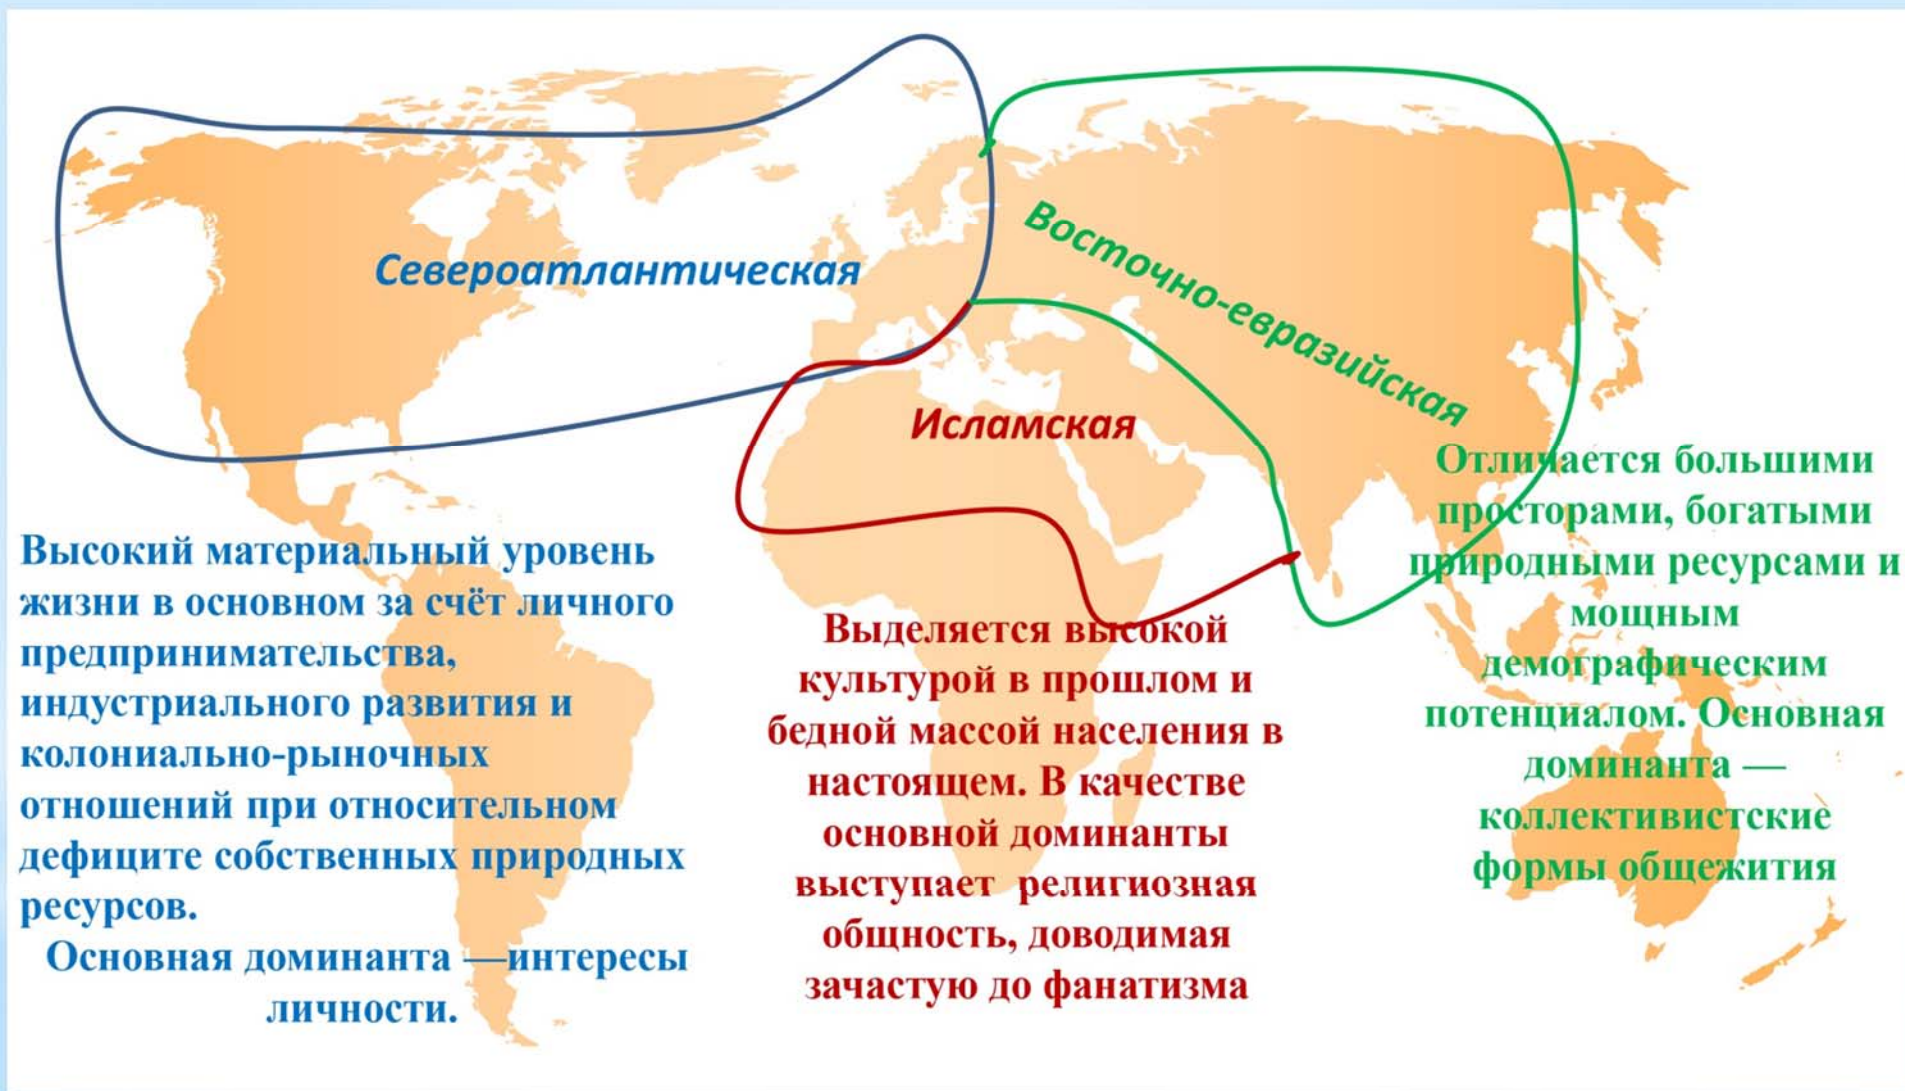 Североатлантическая
Восточно-евразийская
Исламская
Высокий материальный уровень
жизни в основном за счёт личного
предпринимательства,
индустриального развития и
колониально-рыночных
отношений при относительном
дефиците собственных природных
ресурсов.
Основная доминанта —интересы
личности.
Выделяется высокой
культурой в прошлом и
бедной массой населения в
настоящем. В качестве
основной доминанты
выступает религиозная
общность, доводимая
зачастую до фанатизма
Отличается большими
просторами, богатыми
природными ресурсами и
мощным
демографическим
потенциалом. Основная
доминанта —
коллективистские
формы общежития